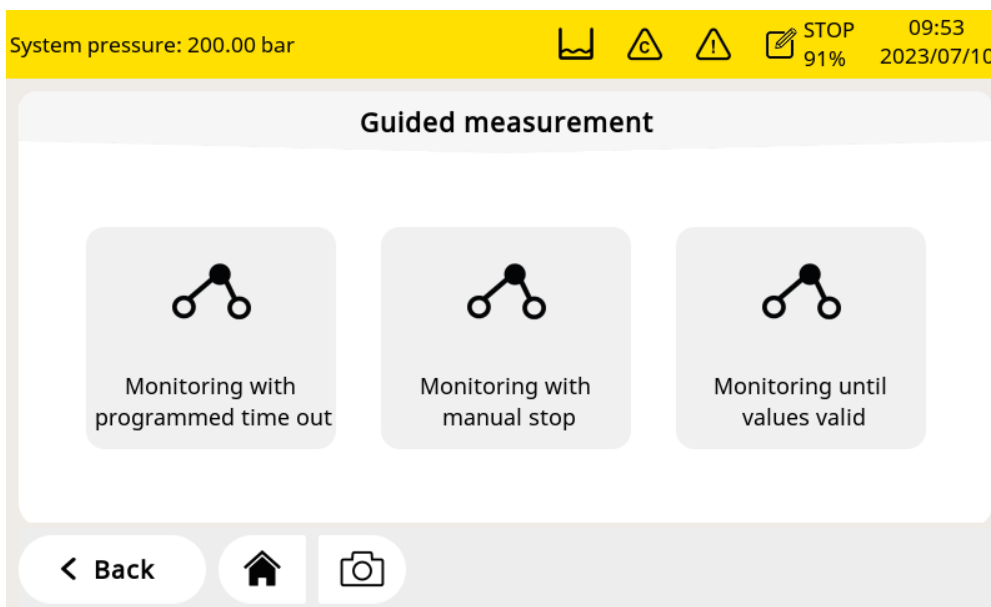 System pressure: 200.00 bar
C
!
STOP
91%
09:53
2023/07/10
Guided measurement
Monitoring with
programmed time out
Monitoring with
manual stop
Monitoring until
values valid
Back